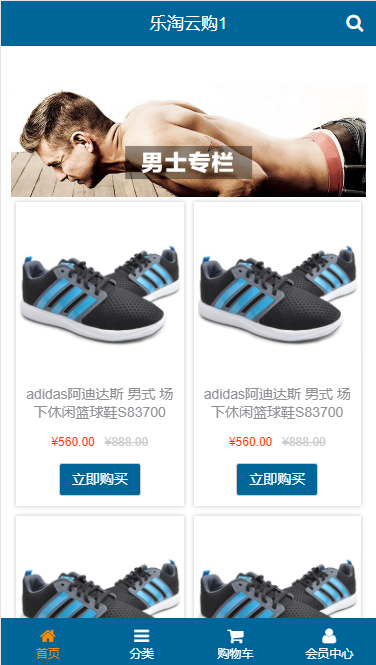 乐淘云购1
男士专栏
adidas阿迪达斯 男式 场
下休闲篮球鞋S83700
¥560.00 ¥888.00
立即购买
adidas阿迪达斯 男式 场
下休闲篮球鞋S83700
¥560.00 ¥888.00
立即购买
首页 分类 购物车 会员中心